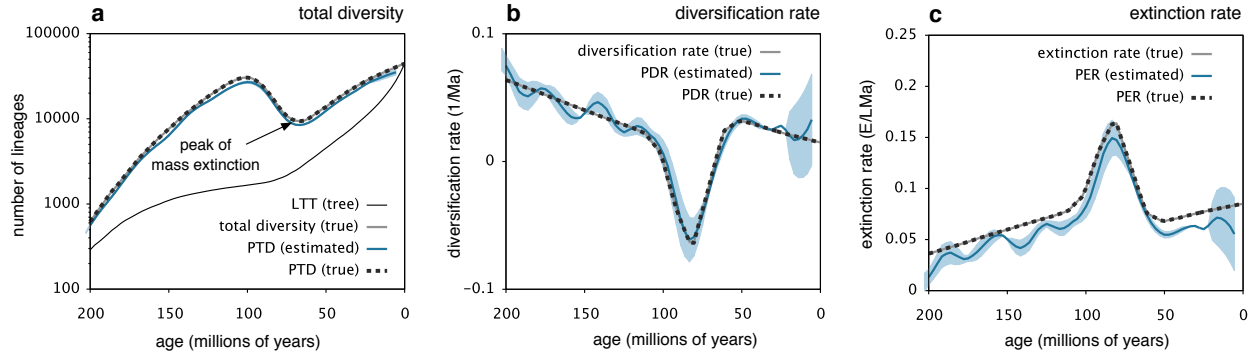 a
total diversity
100000
10000
1000
100
number of lineages
peak of
mass extinction
LTT (tree)
total diversity (true)
PTD (estimated)
PTD (true)
200
150
100
50
0
age (millions of years)
b
diversification rate
0.1
0
−0.1
diversification rate (1/Ma)
diversification rate (true)
PDR (estimated)
PDR (true)
200
150
100
50
0
age (millions of years)
c
extinction rate
0.25
0.2
0.15
0.1
0.05
0
extinction rate (E/LMa)
extinction rate (true)
PER (estimated)
PER (true)
200
150
100
50
0
age (millions of years)